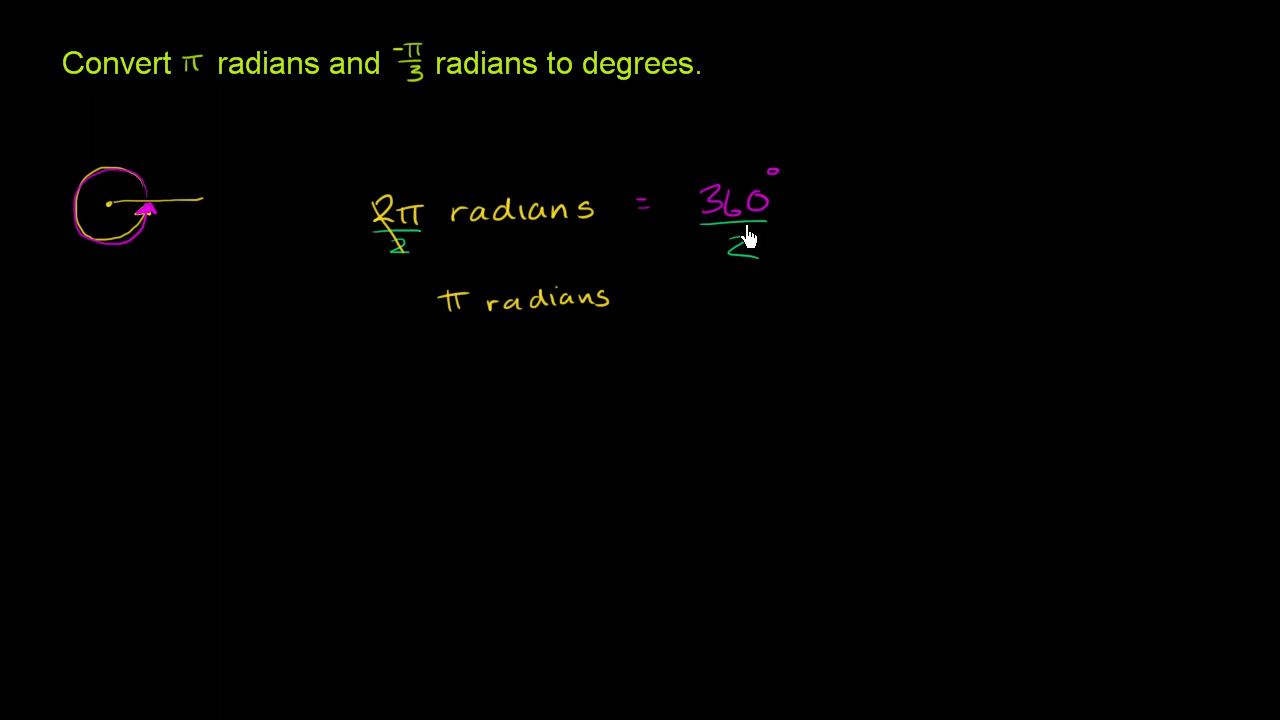 Convert π radians and -π/3 radians to degrees.
2π/2 radians = 360°/2
π radians